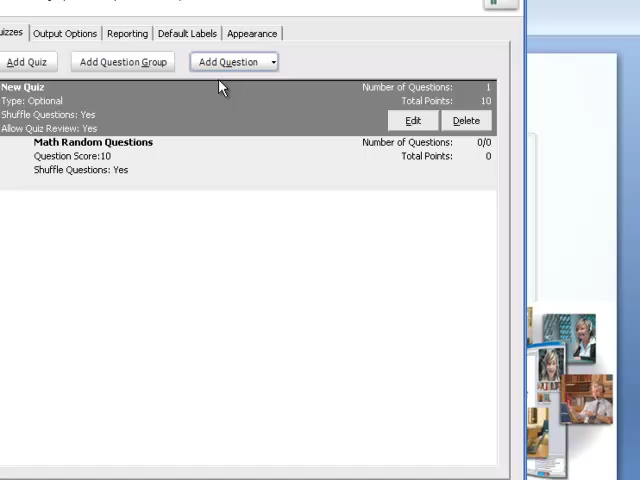 Output Options Reporting Default Labels Appearance
Add Quiz Add Question Group Add Question
New Quiz Number of Questions: 1
Type: Optional Total Points: 10
Shuffle Questions: Yes
Allow Quiz Review: Yes Edit Delete
Math Random Questions Number of Questions: 0/0
Question Score:10 Total Points: 0
Shuffle Questions: Yes